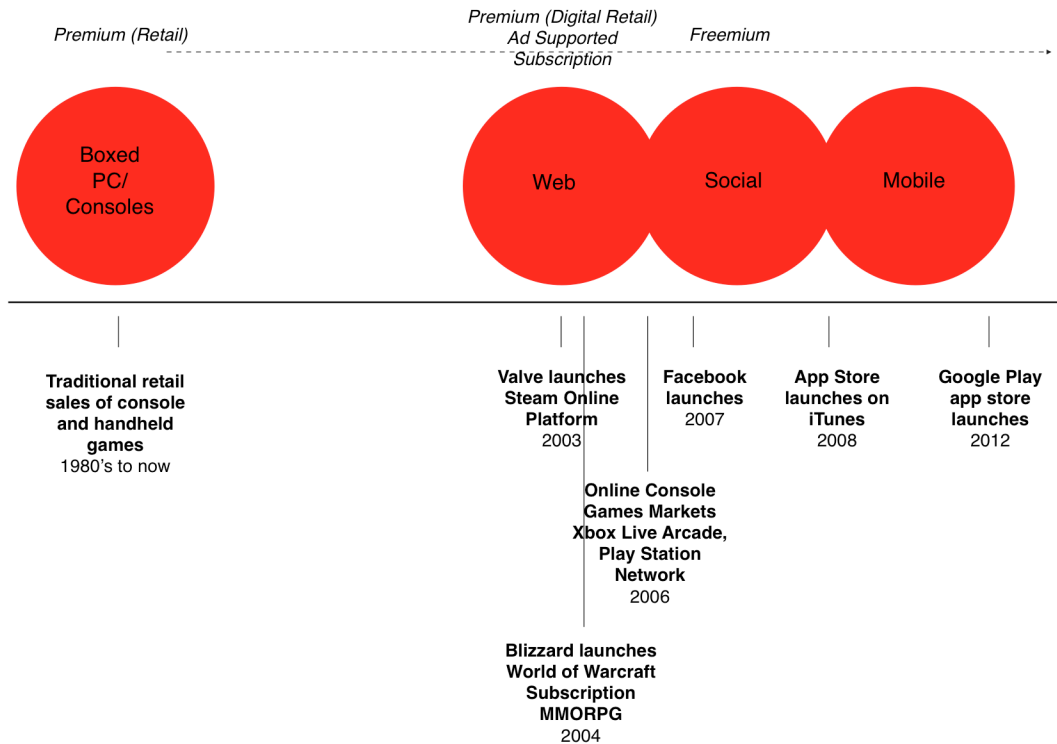 Premium (Retail)
Premium (Digital Retail)
Ad Supported
Subscription
Freemium
Boxed
PC/
Consoles
Web
Social
Mobile
Traditional retail
sales of console
and handheld
games
1980's to now
Valve launches
Steam Online
Platform
2003
Facebook
launches
2007
App Store
launches on
iTunes
2008
Google Play
app store
launches
2012
Online Console
Games Markets
Xbox Live Arcade,
Play Station
Network
2006
Blizzard launches
World of Warcraft
Subscription
MMORPG
2004